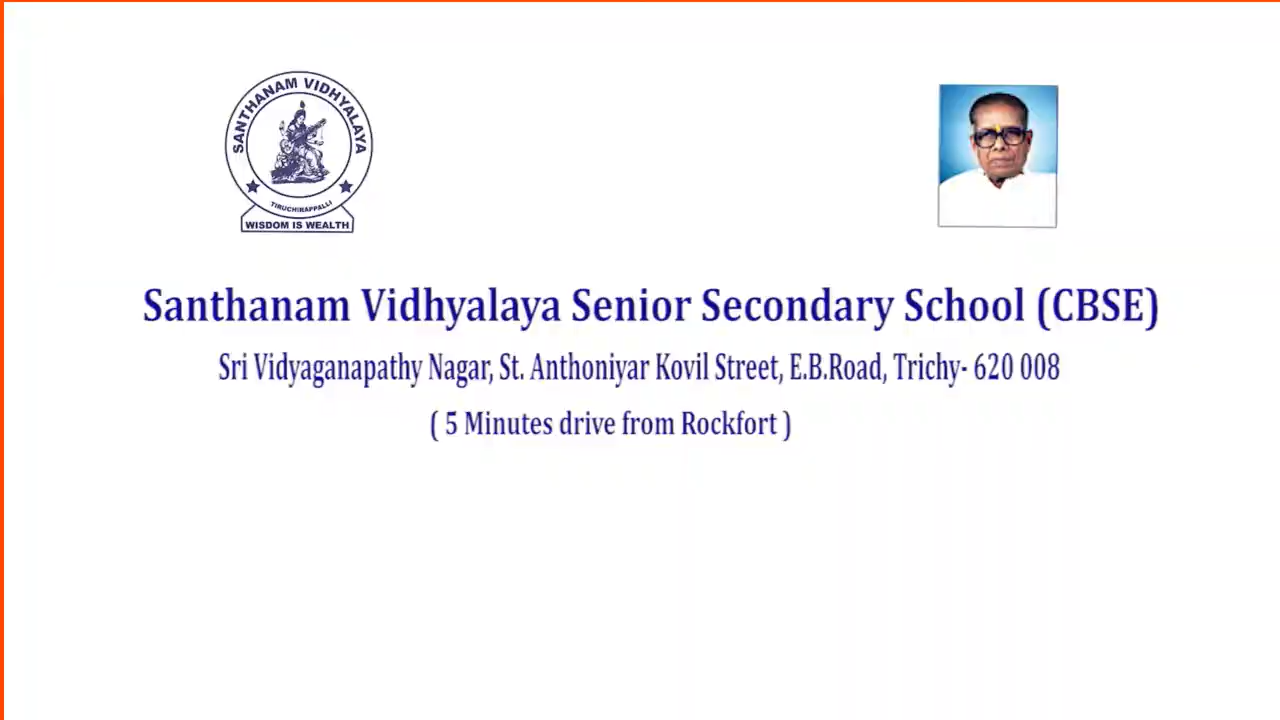 SANTHANAM VIDHYALAYA
TIRUCHIRAPPALLI
WISDOM IS WEALTH
Santhanam Vidhyalaya Senior Secondary School (CBSE)
Sri Vidyaganapathy Nagar, St. Anthoniyar Kovil Street, E.B.Road, Trichy- 620 008
( 5 Minutes drive from Rockfort )